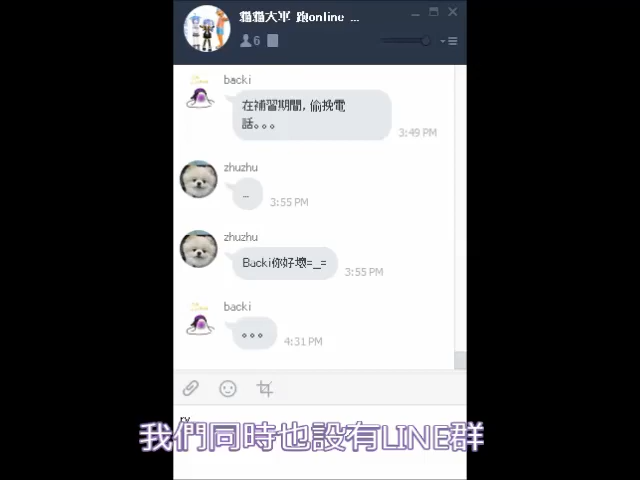 貓貓大軍 跑online ...
6
backi
在補習期間，偷挽電
話。。。
3:49 PM
zhuzhu
...
3:55 PM
zhuzhu
Backi你好壞=_=
3:55 PM
backi
。。。
4:31 PM
我們同時也設有LINE群